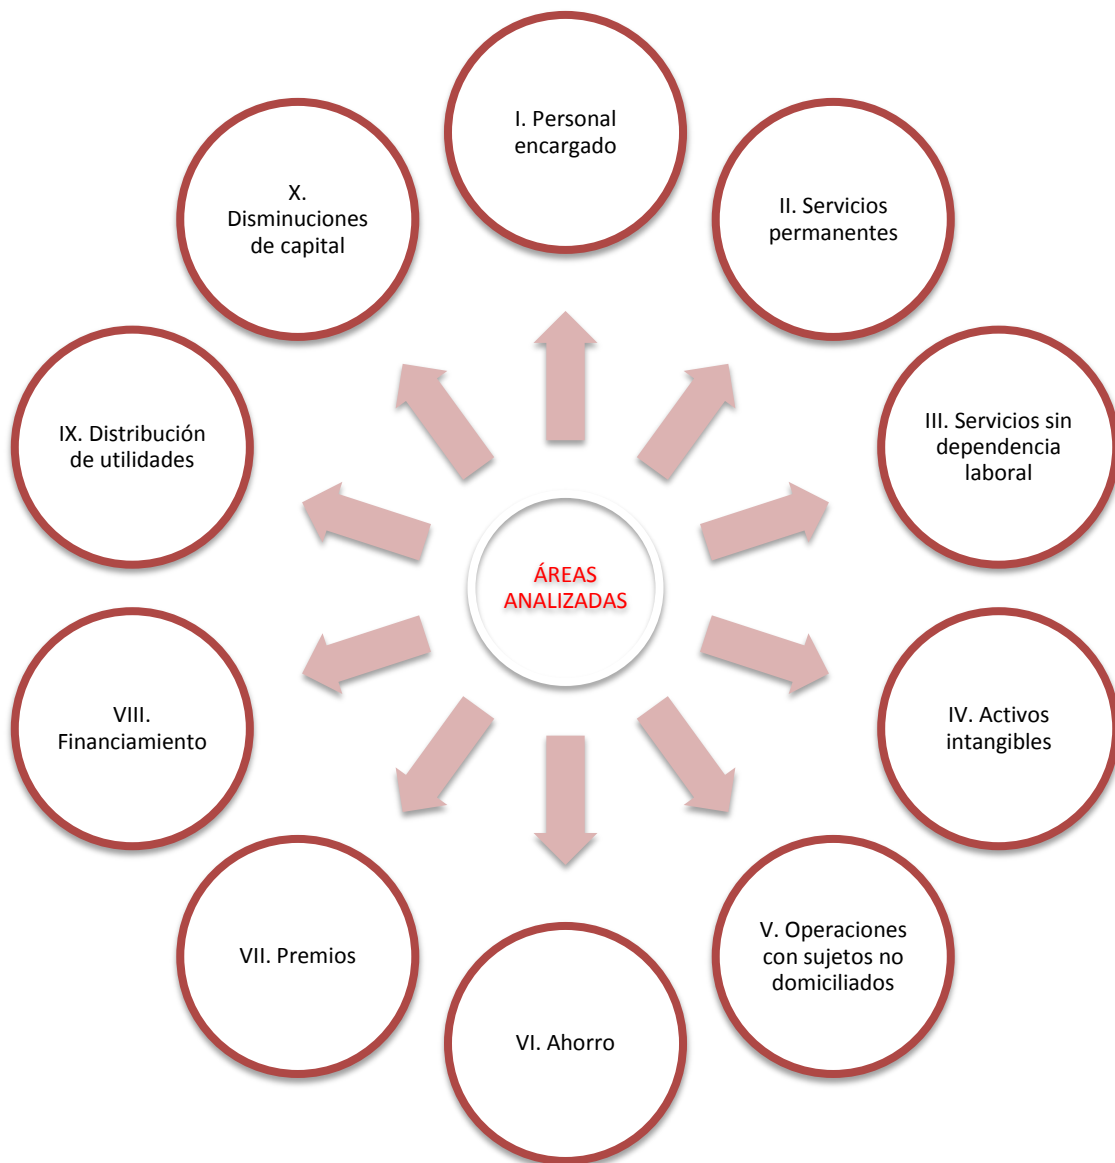 I. Personal
encargado
II. Servicios
permanentes
III. Servicios sin
dependencia
laboral
IV. Activos
intangibles
V. Operaciones
con sujetos no
domiciliados
VI. Ahorro
VII. Premios
VIII.
Financiamiento
IX. Distribución
de utilidades
X.
Disminuciones
de capital
ÁREAS
ANALIZADAS